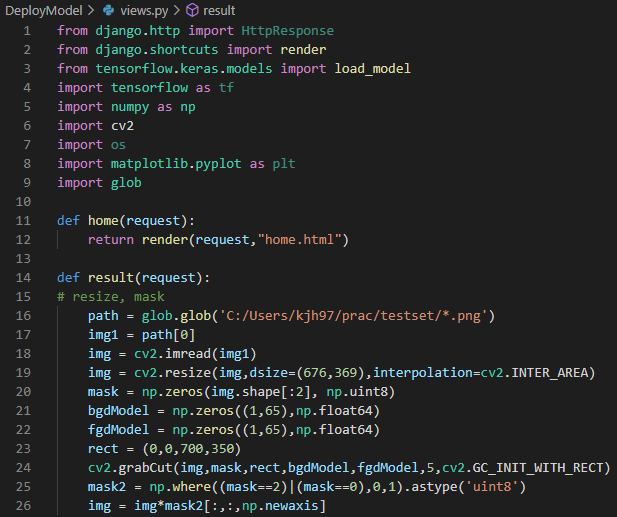 DeployModel > views.py > result
1 from django.http import HttpResponse
2 from django.shortcuts import render
3 from tensorflow.keras.models import load_model
4 import tensorflow as tf
5 import numpy as np
6 import cv2
7 import os
8 import matplotlib.pyplot as plt
9 import glob
10
11 def home(request):
12     return render(request,"home.html")
13
14 def result(request):
15 # resize, mask
16     path = glob.glob('C:/Users/kjh97/prac/testset/*.png')
17     img1 = path[0]
18     img = cv2.imread(img1)
19     img = cv2.resize(img,dsize=(676,369),interpolation=cv2.INTER_AREA)
20     mask = np.zeros(img.shape[:2], np.uint8)
21     bgdModel = np.zeros((1,65),np.float64)
22     fgdModel = np.zeros((1,65),np.float64)
23     rect = (0,0,700,350)
24     cv2.grabCut(img,mask,rect,bgdModel,fgdModel,5,cv2.GC_INIT_WITH_RECT)
25     mask2 = np.where((mask==2)|(mask==0),0,1).astype('uint8')
26     img = img*mask2[:,:,np.newaxis]